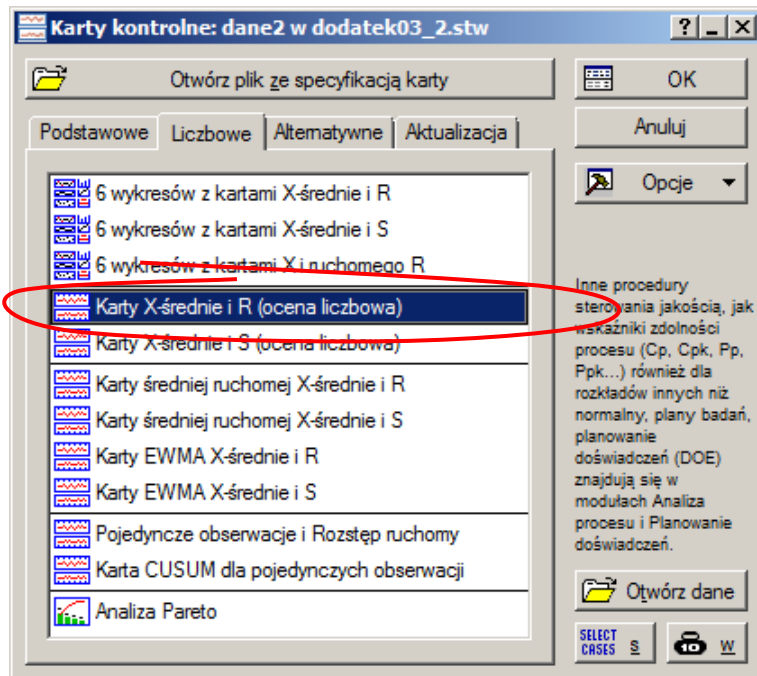 Karty kontrolne: dane2 w dodatek03_2.stw
Otwórz plik ze specyfikacją karty
OK
Anuluj
Opcje
Podstawowe
Liczbowe
Alternatywne
Aktualizacja
6 wykresów z kartami X-średnie i R
6 wykresów z kartami X-średnie i S
6 wykresów z kartami X i ruchomego R
Karty X-średnie i R (ocena liczbowa)
Karty X-średnie i S (ocena liczbowa)
Karty średniej ruchomej X-średnie i R
Karty średniej ruchomej X-średnie i S
Karty EWMA X-średnie i R
Karty EWMA X-średnie i S
Pojedyncze obserwacje i Rozstęp ruchomy
Karta CUSUM dla pojedynczych obserwacji
Analiza Pareto
Inne procedury
sterowania jakością, jak
wskaźniki zdolności
procesu (Cp, Cpk, Pp,
Ppk...) również dla
rozkładów innych niż
normalny, plany badań,
planowanie
doświadczeń (DOE)
znajdują się w
modułach Analiza
procesu i Planowanie
doświadczeń.
Otwórz dane
SELECT
CASES
S
10
W